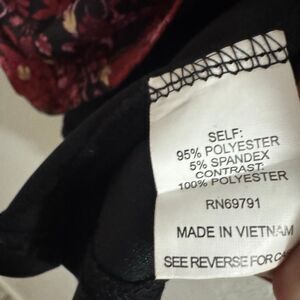 SELF:
95% POLYESTER
5% SPANDEX
CONTRAST:
100% POLYESTER
RN69791
MADE IN VIETNAM
SEE REVERSE FOR